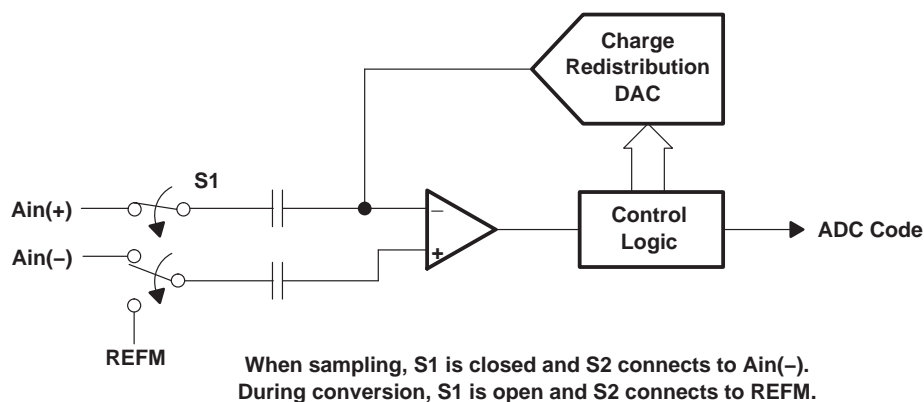 Charge
Redistribution
DAC
S1
Ain(+)
Ain(–)
REFM
–
+
Control
Logic
ADC Code
When sampling, S1 is closed and S2 connects to Ain(–).
During conversion, S1 is open and S2 connects to REFM.